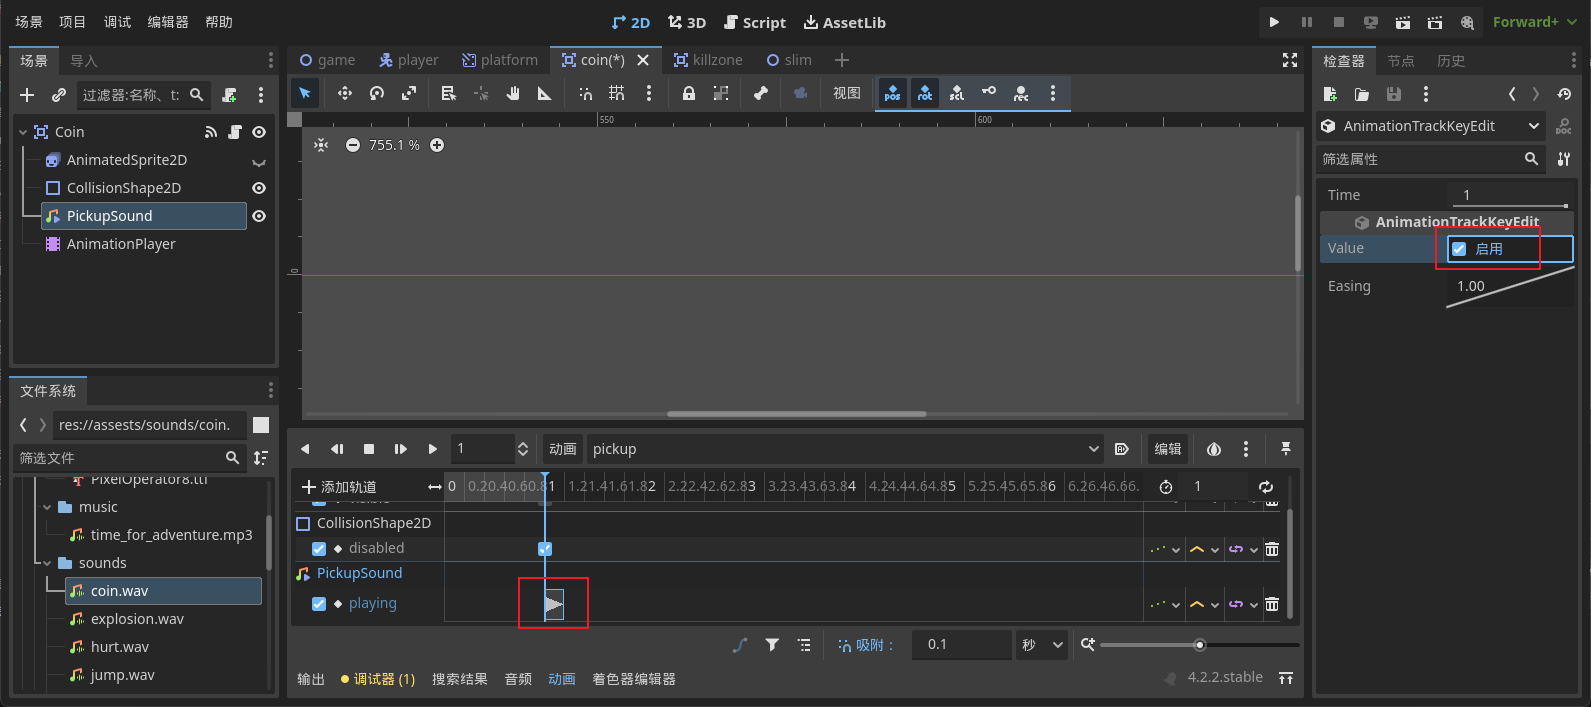 场景 项目 调试 编辑器 帮助 2D 3D Script AssetLib Forward+
场景 导入
过滤器:名称、t:
Coin
AnimatedSprite2D
CollisionShape2D
PickupSound
AnimationPlayer
文件系统
res://assests/sounds/coin.
筛选文件
PixelOperator8.ttf
music
time_for_adventure.mp3
sounds
coin.wav
explosion.wav
hurt.wav
jump.wav
game player platform coin(*) killzone slim
视图 pos rot scl rec
550 600
755.1 %
0
1 动画 pickup 编辑
添加轨道 0 0.20.40.60.81 1.21.41.61.82 2.22.42.62.83 3.23.43.63.84 4.24.44.64.85 5.25.45.65.86 6.26.46.66. 1
CollisionShape2D
disabled
PickupSound
playing
吸附： 0.1 秒
输出 调试器 (1) 搜索结果 音频 动画 着色器编辑器 4.2.2.stable
检查器 节点 历史
AnimationTrackKeyEdit DOC
筛选属性
Time 1
AnimationTrackKeyEdit
Value 启用
Easing 1.00